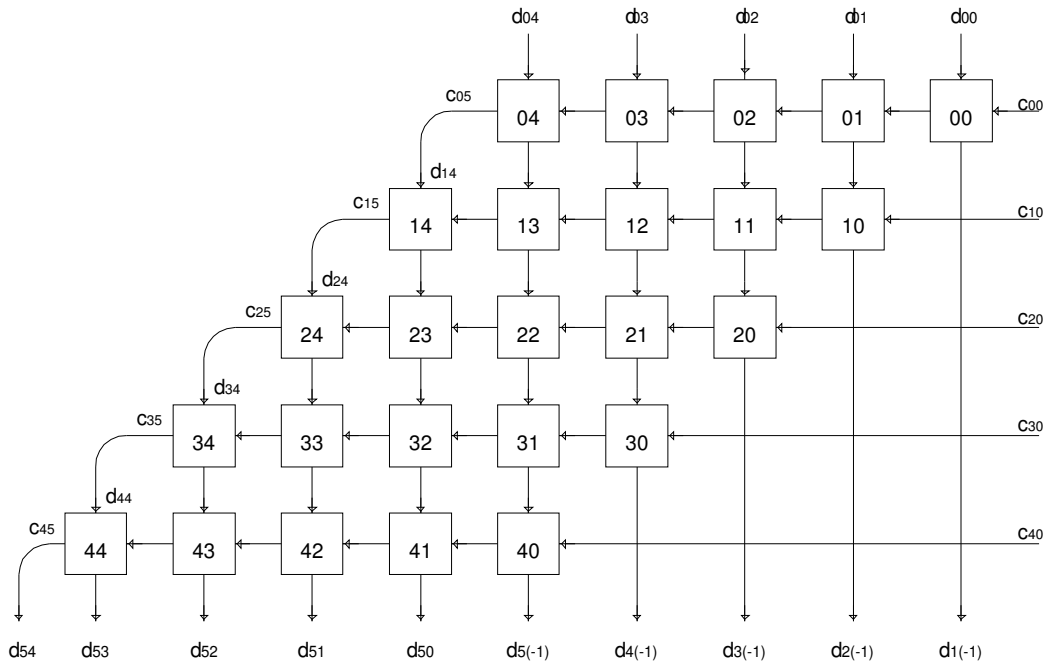 d04 d03 d02 d01 d00
c05 04 03 02 01 00 c00
d14
c15 14 13 12 11 10 c10
d24
c25 24 23 22 21 20 c20
d34
c35 34 33 32 31 30 c30
d44
c45 44 43 42 41 40 c40
d54 d53 d52 d51 d50 d5(-1) d4(-1) d3(-1) d2(-1) d1(-1)